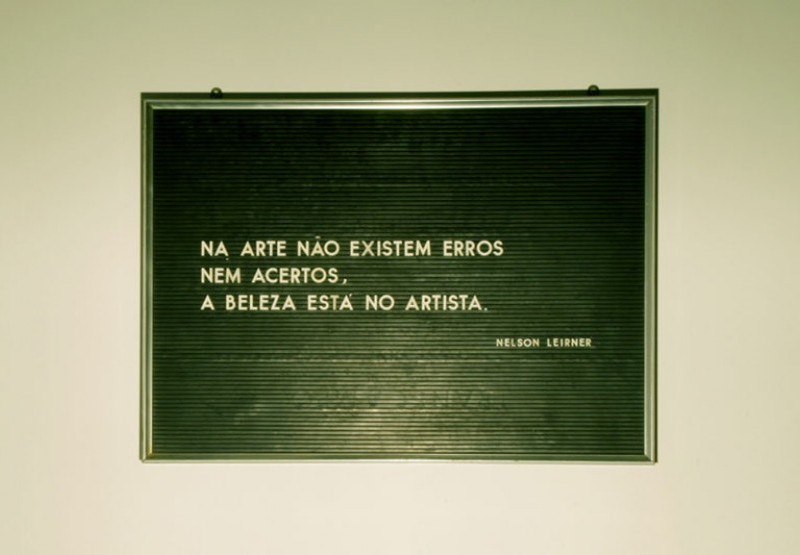 NA ARTE NÃO EXISTEM ERROS
NEM ACERTOS,
A BELEZA ESTÁ NO ARTISTA.
NELSON LEIRNER